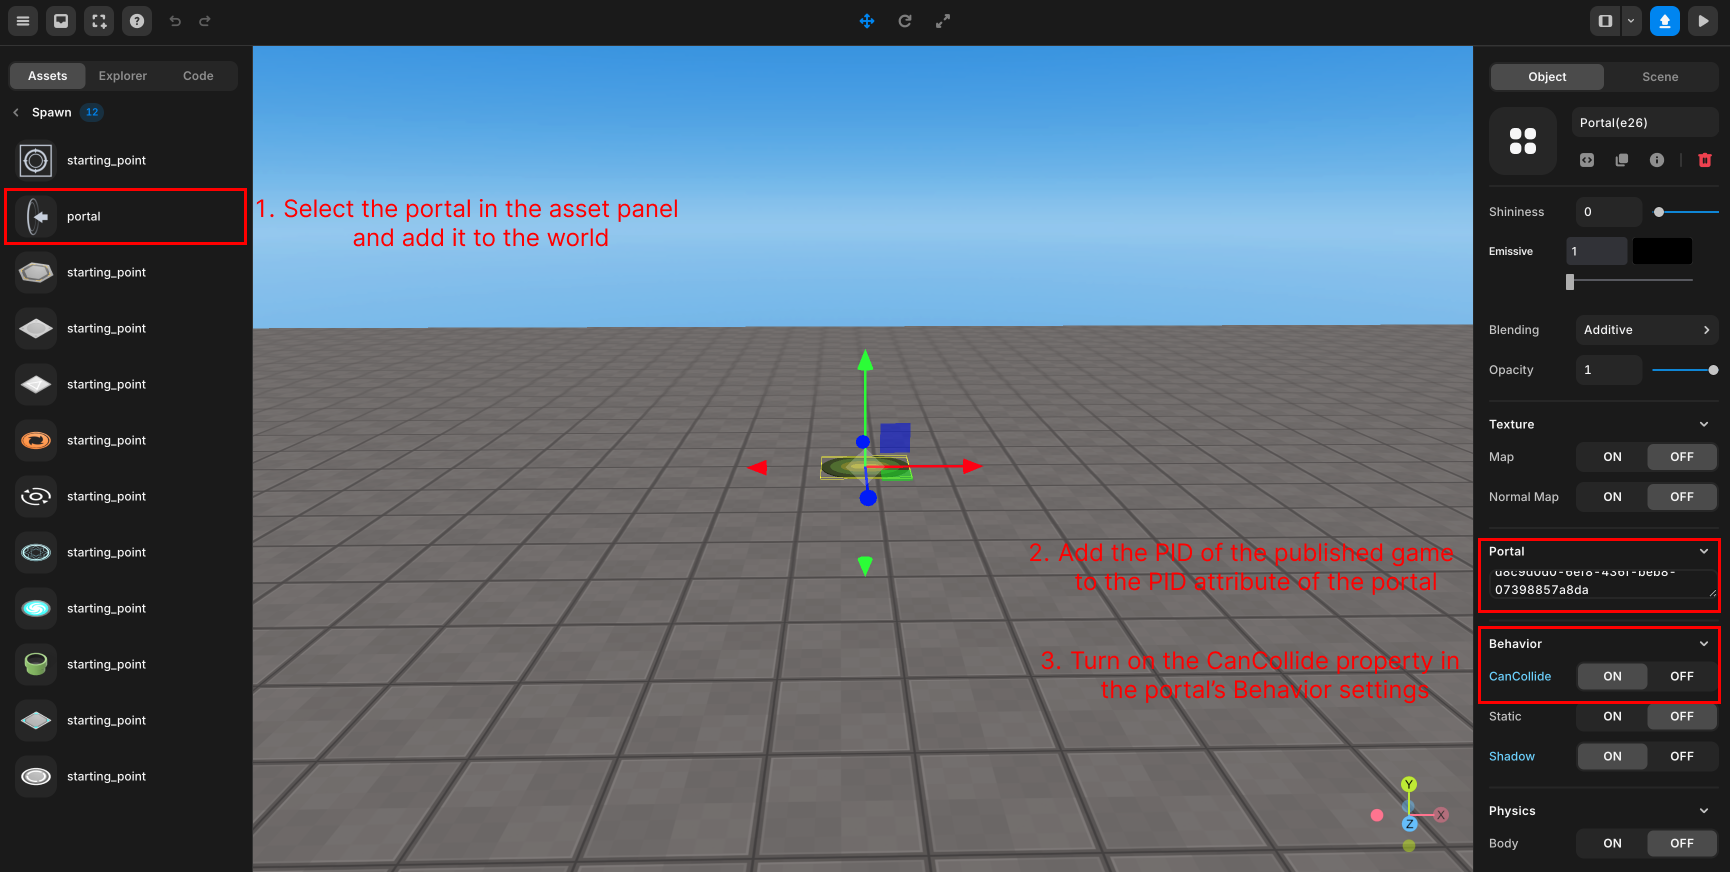 Assets Explorer Code
Spawn 12
starting_point
portal
starting_point
starting_point
starting_point
starting_point
starting_point
starting_point
starting_point
starting_point
starting_point
starting_point
1. Select the portal in the asset panel
and add it to the world
2. Add the PID of the published game
to the PID attribute of the portal
3. Turn on the CanCollide property in
the portal's Behavior settings
Y
X
Z
Object Scene
Portal(e26)
Shininess 0
Emissive 1
Blending Additive
Opacity 1
Texture
Map ON OFF
Normal Map ON OFF
Portal
07398857a8da
Behavior
CanCollide ON OFF
Static ON OFF
Shadow ON OFF
Physics
Body ON OFF